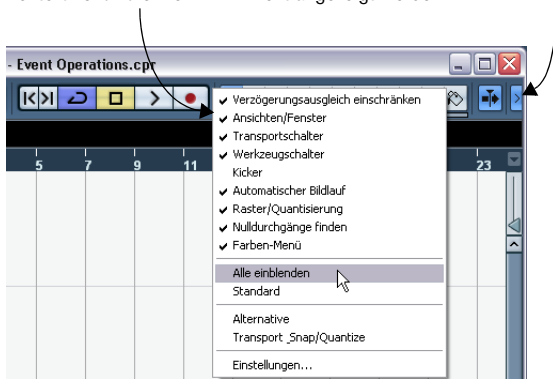 - Event Operations.cpr
5 7 9 11 23
Verzögerungsausgleich einschränken
Ansichten/Fenster
Transportschalter
Werkzeugschalter
Kicker
Automatischer Bildlauf
Raster/Quantisierung
Nulldurchgänge finden
Farben-Menü
Alle einblenden
Standard
Alternative
Transport _Snap/Quantize
Einstellungen...